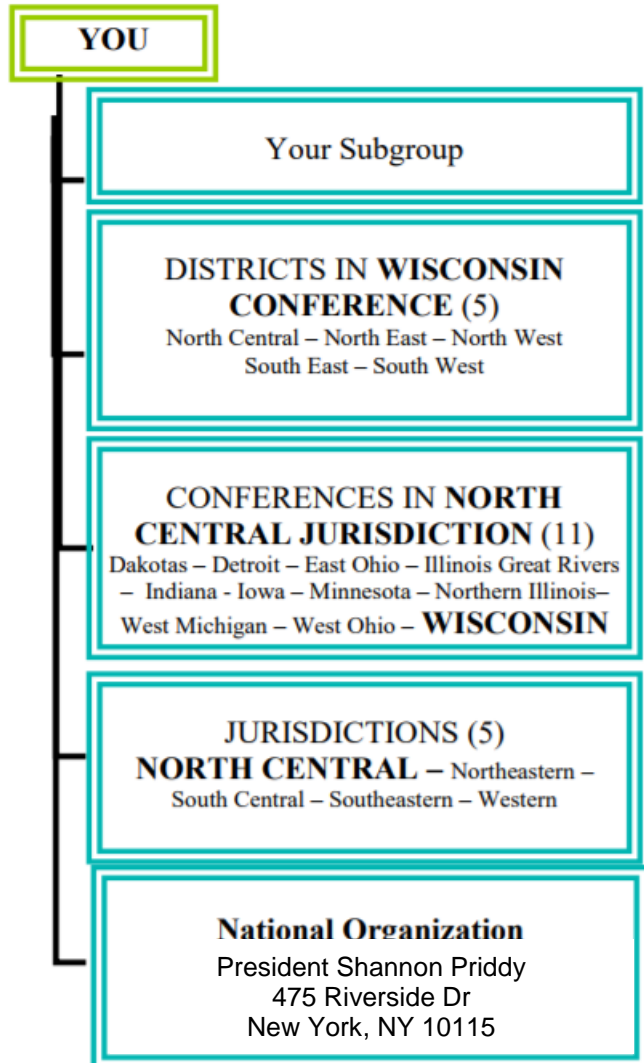 YOU
Your Subgroup
DISTRICTS IN WISCONSIN
CONFERENCE (5)
North Central – North East – North West
South East – South West
CONFERENCES IN NORTH
CENTRAL JURISDICTION (11)
Dakotas – Detroit – East Ohio – Illinois Great Rivers
– Indiana - Iowa – Minnesota – Northern Illinois–
West Michigan – West Ohio – WISCONSIN
JURISDICTIONS (5)
NORTH CENTRAL – Northeastern –
South Central – Southeastern – Western
National Organization
President Shannon Priddy
475 Riverside Dr
New York, NY 10115